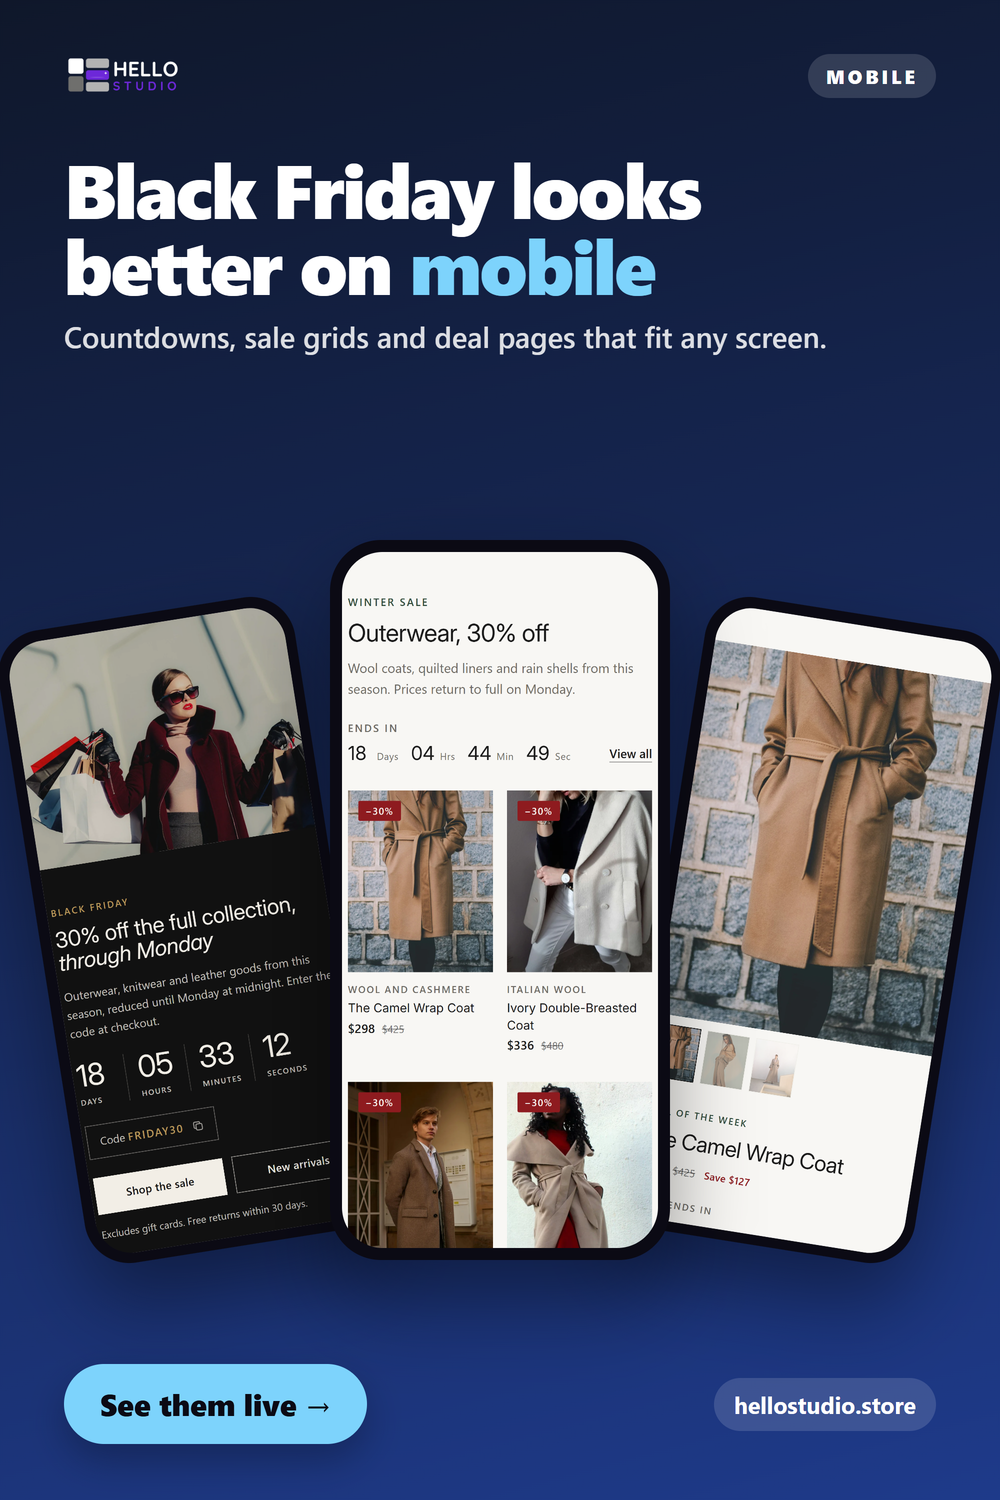 HELLO
STUDIO
MOBILE
Black Friday looks
better on mobile
Countdowns, sale grids and deal pages that fit any screen.
BLACK FRIDAY
30% off the full collection,
through Monday
Outerwear, knitwear and leather goods from this
season, reduced until Monday at midnight. Enter the
code at checkout.
18 05 33 12
DAYS HOURS MINUTES SECONDS
Code FRIDAY30
Shop the sale New arrivals
Excludes gift cards. Free returns within 30 days.
WINTER SALE
Outerwear, 30% off
Wool coats, quilted liners and rain shells from this
season. Prices return to full on Monday.
ENDS IN
18 Days 04 Hrs 44 Min 49 Sec View all
−30% −30%
WOOL AND CASHMERE
The Camel Wrap Coat
$298 $425
ITALIAN WOOL
Ivory Double-Breasted
Coat
$336 $480
−30% −30%
OF THE WEEK
e Camel Wrap Coat
$425 Save $127
ENDS IN
See them live →
hellostudio.store